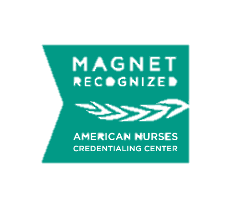 MAGNET
RECOGNIZED
AMERICAN NURSES
CREDENTIALING CENTER